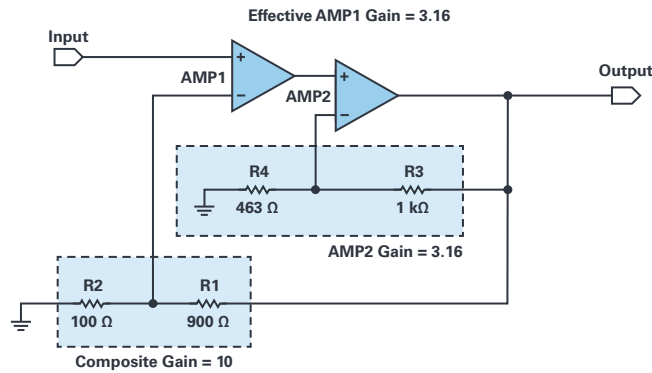 Effective AMP1 Gain = 3.16
Input
Output
+
AMP1
−
+
AMP2
−
R4
R3
463 Ω
1 kΩ
AMP2 Gain = 3.16
R2
R1
100 Ω
900 Ω
Composite Gain = 10